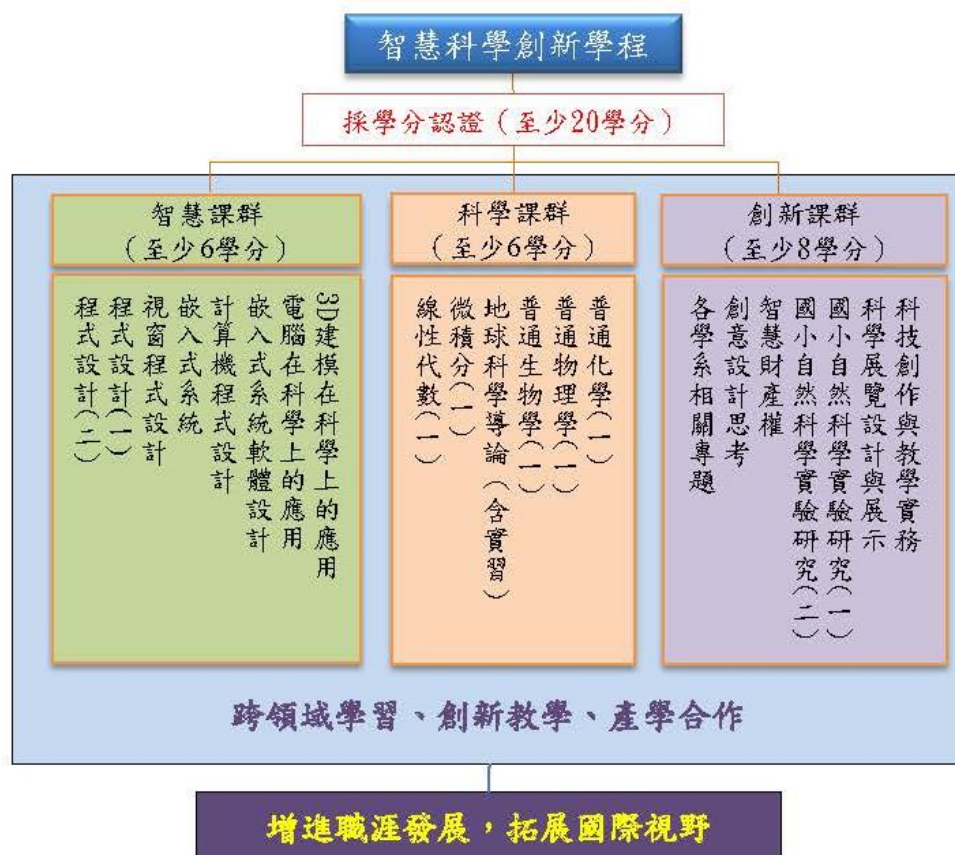 智慧科學創新學程
採學分認證（至少20學分）
智慧課群
（至少6學分）
3D建模在科學上的應用
電腦在科學上的應用
嵌入式系統軟體設計
計算機程式設計
嵌入式系統
視窗程式設計
程式設計(一)
程式設計(二)
科學課群
（至少6學分）
普通化學(一)
普通物理學(一)
普通生物學(一)
地球科學導論(含實習)
微積分(一)
線性代數(一)
創新課群
（至少8學分）
科技創作與教學實務
科學展覽設計與展示
國小自然科學實驗研究(一)
國小自然科學實驗研究(二)
智慧財產權
創意設計思考
各學系相關專題
跨領域學習、創新教學、產學合作
增進職涯發展，拓展國際視野